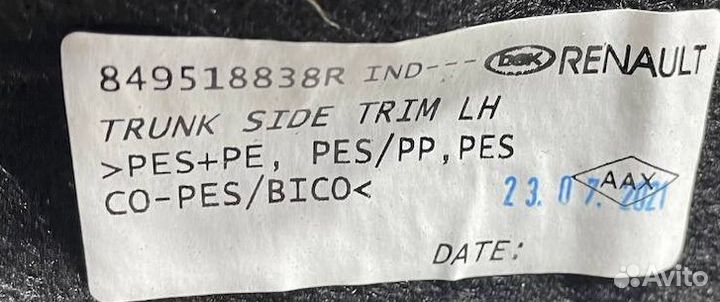 849518838R IND--- DGK RENAULT
TRUNK SIDE TRIM LH
>PES+PE, PES/PP,PES
CO-PES/BICO<
23.07.2021 AAX
DATE:
Avito